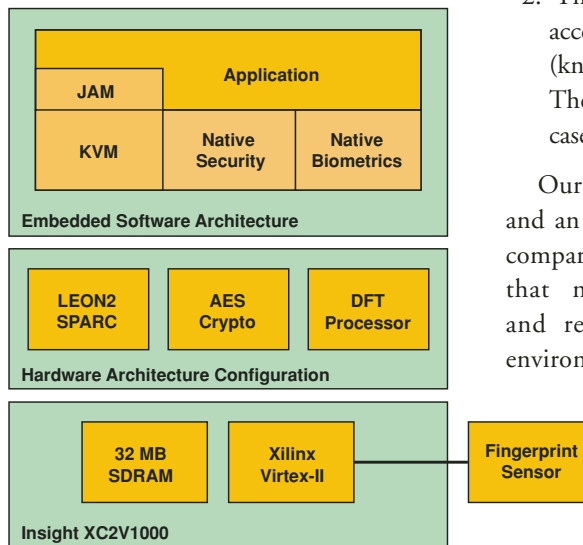 Application
JAM
KVM
Native
Security
Native
Biometrics
Embedded Software Architecture
LEON2
SPARC
AES
Crypto
DFT
Processor
Hardware Architecture Configuration
32 MB
SDRAM
Xilinx
Virtex-II
Fingerprint
Sensor
Insight XC2V1000
acc
(kn
The
case
Our
and an
compar
that m
and re
environ